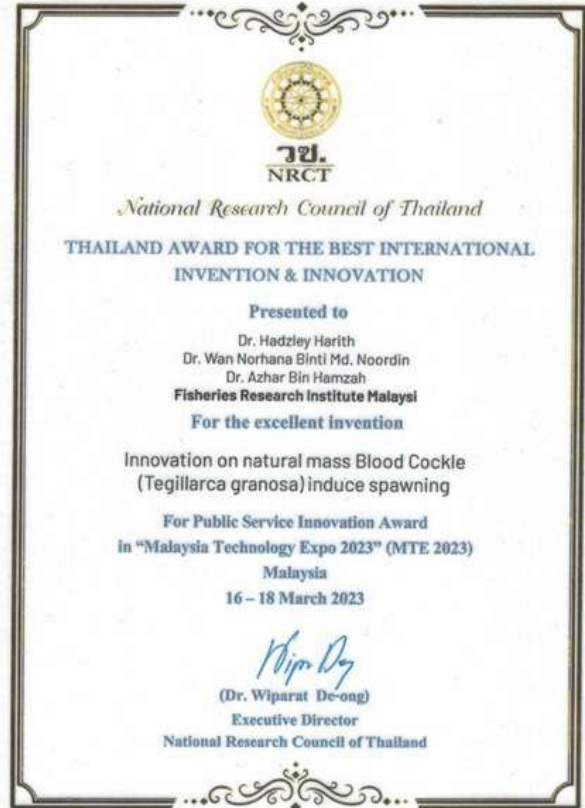 วช.
NRCT
National Research Council of Thailand
THAILAND AWARD FOR THE BEST INTERNATIONAL
INVENTION & INNOVATION
Presented to
Dr. Hadzley Harith
Dr. Wan Norhana Binti Md. Noordin
Dr. Azhar Bin Hamzah
Fisheries Research Institute Malaysi
For the excellent invention
Innovation on natural mass Blood Cockle
(Tegillarca granosa) induce spawning
For Public Service Innovation Award
in “Malaysia Technology Expo 2023” (MTE 2023)
Malaysia
16 – 18 March 2023
(Dr. Wiparat De-ong)
Executive Director
National Research Council of Thailand